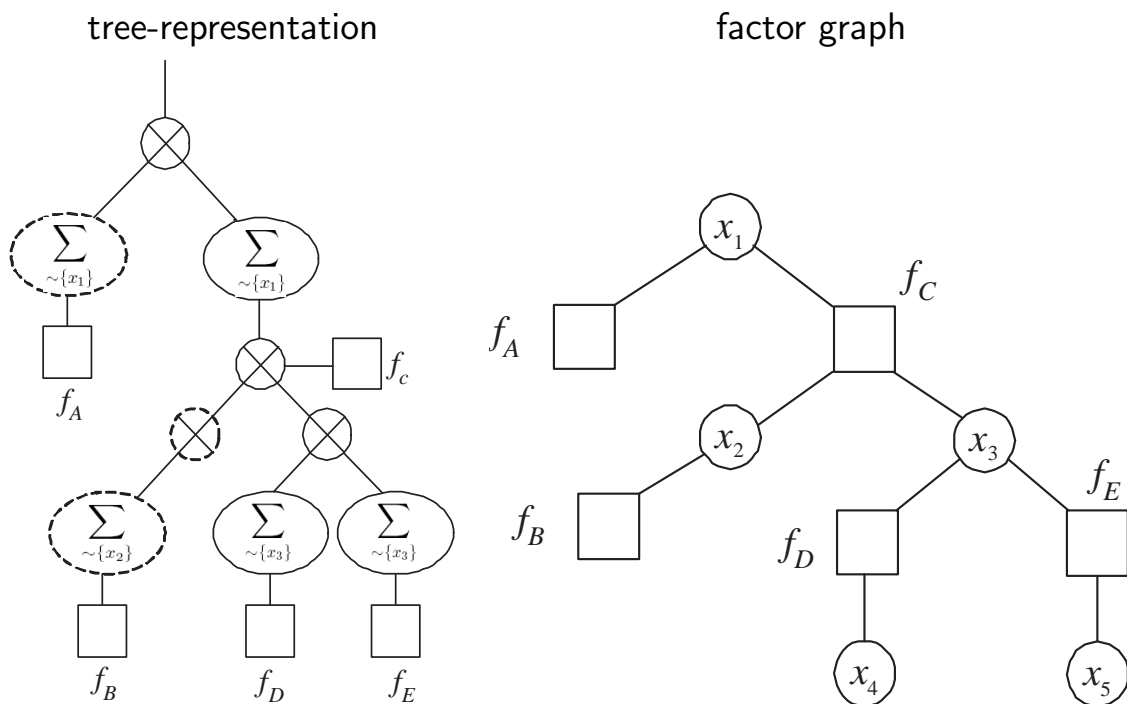 tree-representation
factor graph
∑
∼{x₁}
∑
∼{x₁}
f_A
f_c
∑
∼{x₂}
∑
∼{x₃}
∑
∼{x₃}
f_B
f_D
f_E
x₁
f_C
f_A
x₂
x₃
f_E
f_B
f_D
x₄
x₅